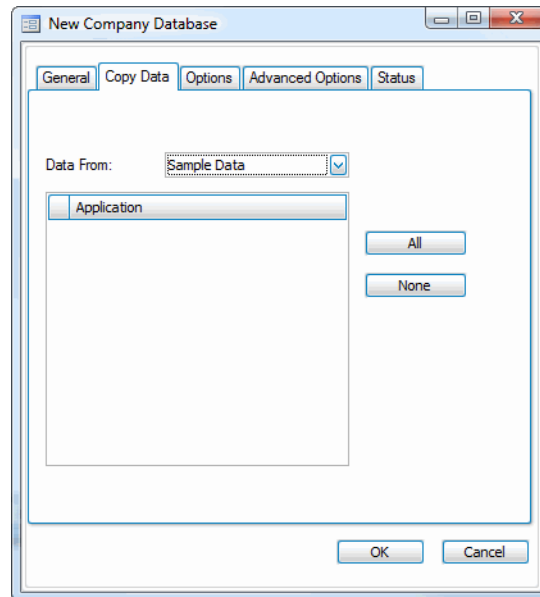 New Company Database
General Copy Data Options Advanced Options Status
Data From: Sample Data
Application
All
None
OK Cancel